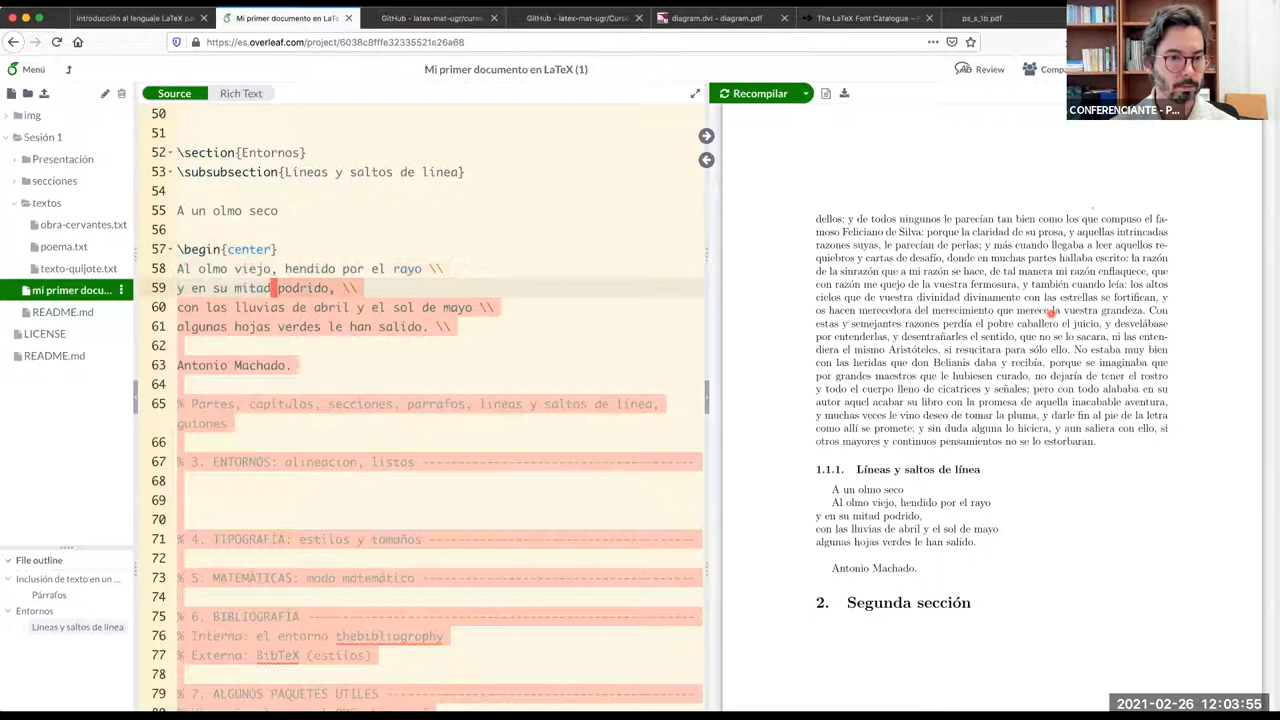 Introducción al lenguaje LaTeX pa
Mi primer documento en LaTe
GitHub - latex-mat-ugr/curso
GitHub - latex-mat-ugr/Curs
diagram.dvi - diagram.pdf
The LaTeX Font Catalogue – F
ps_s_1b.pdf
https://es.overleaf.com/project/6038c8fffe32335521e26a68
Menú
Mi primer documento en LaTeX (1)
Review
Comp
CONFERENCIANTE - P...
Source
Rich Text
Recompilar
img
Sesión 1
Presentación
secciones
textos
obra-cervantes.txt
poema.txt
texto-quijote.txt
mi primer docu...
README.md
LICENSE
README.md
File outline
Inclusión de texto en un ...
Párrafos
Entornos
Líneas y saltos de línea
50
51
52 \section{Entornos}
53 \subsubsection{Líneas y saltos de línea}
54
55 A un olmo seco
56
57 \begin{center}
58 Al olmo viejo, hendido por el rayo \\
59 y en su mitad podrido, \\
60 con las lluvias de abril y el sol de mayo \\
61 algunas hojas verdes le han salido. \\
62
63 Antonio Machado.
64
65 % Partes, capítulos, secciones, párrafos, líneas y saltos de línea,
guiones
66
67 % 3. ENTORNOS: alineación, listas --------------------------------
68
69
70
71 % 4. TIPOGRAFÍA: estilos y tamaños --------------------------------
72
73 % 5. MATEMÁTICAS: modo matemático --------------------------------
74
75 % 6. BIBLIOGRAFÍA --------------------------------
76 % Interna: el entorno thebibliagraphy
77 % Externa: BibTeX (estilos)
78
79 % 7. ALGUNOS PAQUETES ÚTILES --------------------------------
dellos; y de todos ningunos le parecían tan bien como los que compuso el fa-
moso Feliciano de Silva: porque la claridad de su prosa, y aquellas intrincadas
razones suyas, le parecían de perlas; y más cuando llegaba a leer aquellos re-
quiebros y cartas de desafío, donde en muchas partes hallaba escrito: la razón
de la sinrazón que a mi razón se hace, de tal manera mi razón enflaquece, que
con razón me quejo de la vuestra fermosura, y también cuando leía: los altos
cielos que de vuestra divinidad divinamente con las estrellas se fortifican, y
os hacen merecedora del merecimiento que merece la vuestra grandeza. Con
estas y semejantes razones perdía el pobre caballero el juicio, y desvelábase
por entenderlas, y desentrañarles el sentido, que no se lo sacara, ni las enten-
diera el mismo Aristóteles, si resucitara para sólo ello. No estaba muy bien
con las heridas que don Belianis daba y recibía, porque se imaginaba que
por grandes maestros que le hubiesen curado, no dejaría de tener el rostro
y todo el cuerpo lleno de cicatrices y señales; pero con todo alababa en su
autor aquel acabar su libro con la promesa de aquella inacabable aventura,
y muchas veces le vino deseo de tomar la pluma, y darle fin al pie de la letra
como allí se promete; y sin duda alguna lo hiciera, y aun saliera con ello, si
otros mayores y continuos pensamientos no se lo estorbaran.
1.1.1. Líneas y saltos de línea
A un olmo seco
Al olmo viejo, hendido por el rayo
y en su mitad podrido,
con las lluvias de abril y el sol de mayo
algunas hojas verdes le han salido.
Antonio Machado.
2. Segunda sección
2021-02-26 12:03:55